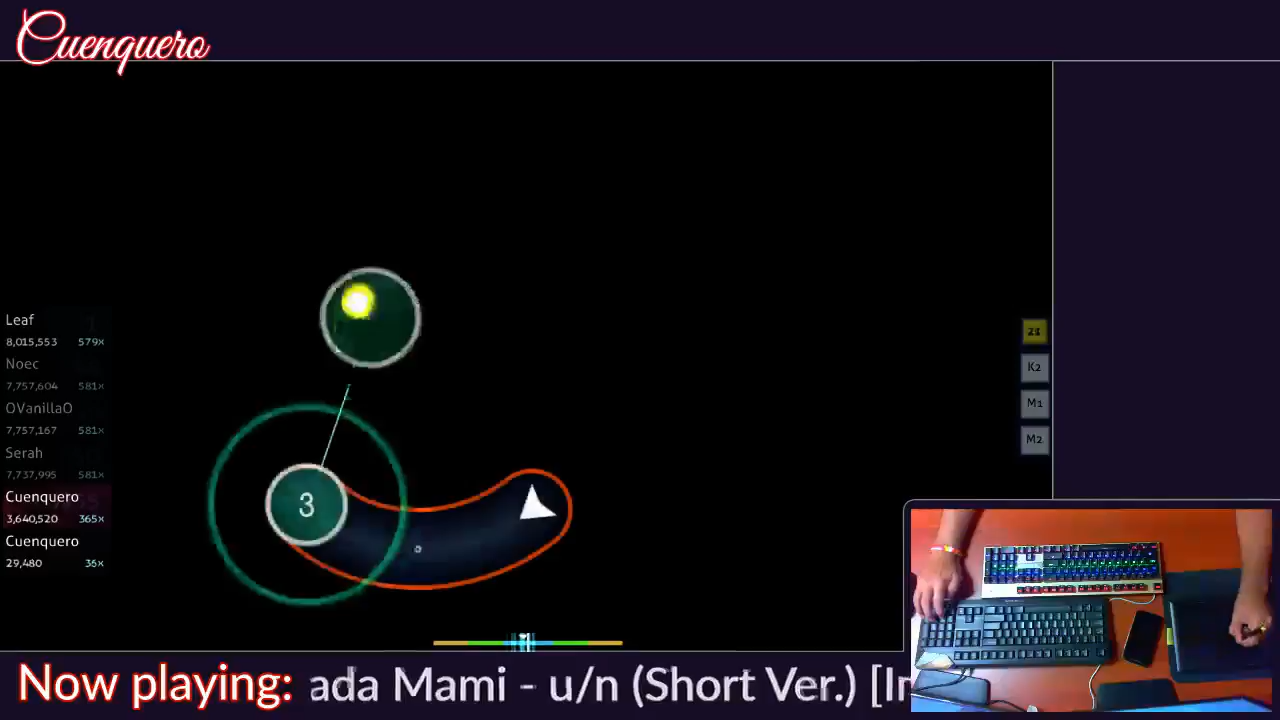 Cuenquero
Leaf
8,015,553 579x
Noec
7,757,604 581x
OVanillaO
7,757,167 581x
Serah
7,737,995 581x
Cuenquero
3,640,520 365x
Cuenquero
29,480 36x
3
K2
M1
M2
Now playing: ada Mami - u/n (Short Ver.) [In